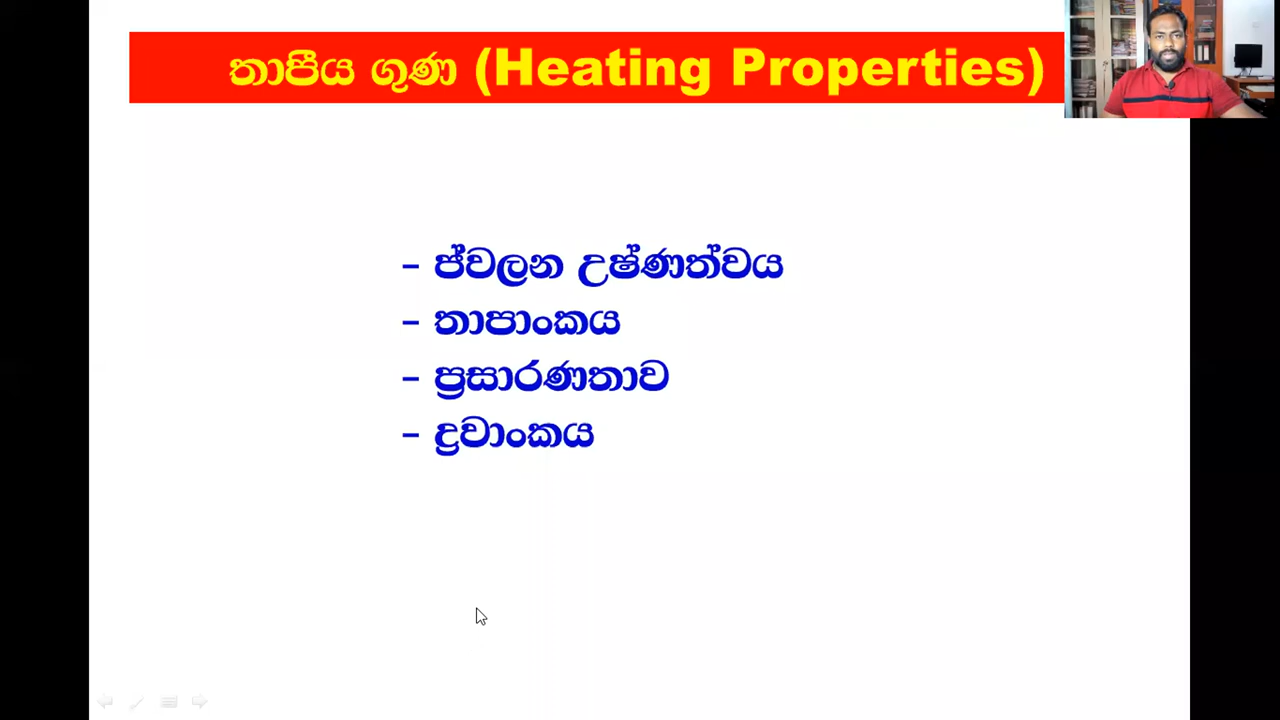 තාපීය ගුණ (Heating Properties)
- ජ්වලන උෂ්ණත්වය
- තාපාංකය
- ප්‍රසාරණතාව
- ද්‍රවාංකය